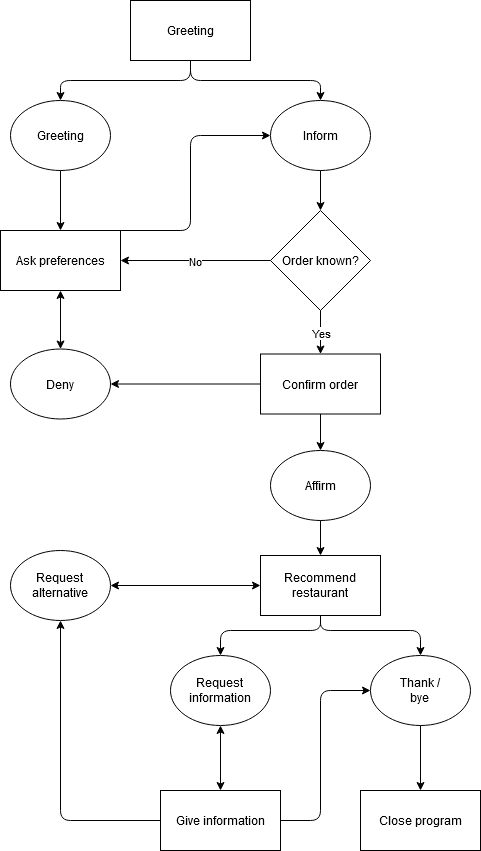 Greeting
Greeting
Inform
Ask preferences
No
Order known?
Yes
Deny
Confirm order
Affirm
Request
alternative
Recommend
restaurant
Request
information
Thank /
bye
Give information
Close program